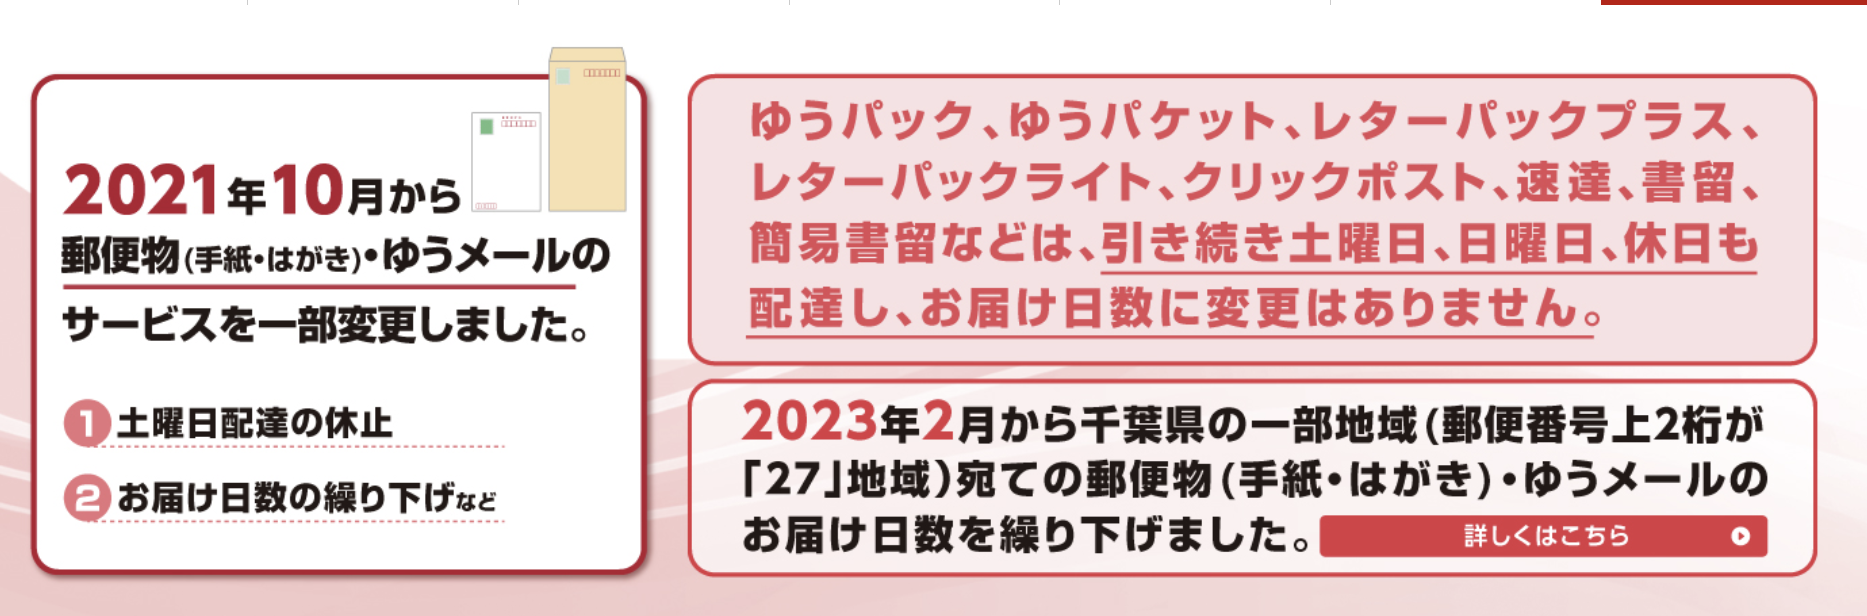 2021年10月から
郵便物(手紙・はがき)・ゆうメールの
サービスを一部変更しました。
1 土曜日配達の休止
2 お届け日数の繰り下げなど
ゆうパック、ゆうパケット、レターパックプラス、
レターパックライト、クリックポスト、速達、書留、
簡易書留などは、引き続き土曜日、日曜日、休日も
配達し、お届け日数に変更はありません。
2023年2月から千葉県の一部地域(郵便番号上2桁が
「27」地域)宛ての郵便物(手紙・はがき)・ゆうメールの
お届け日数を繰り下げました。
詳しくはこちら